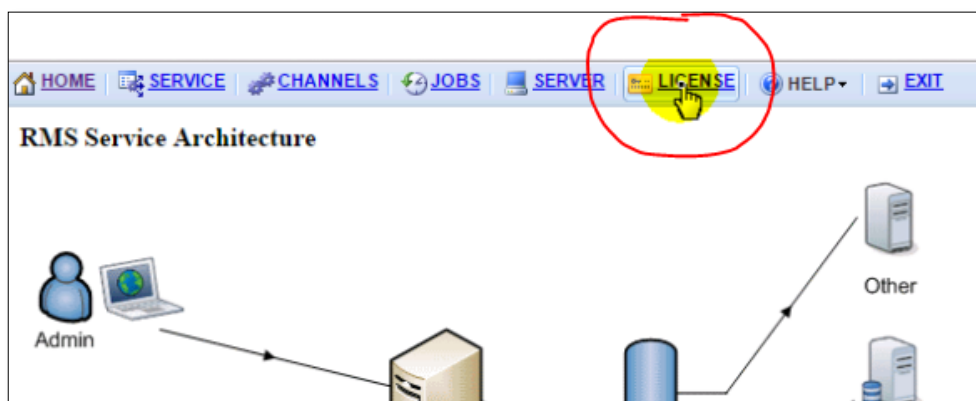 HOME SERVICE CHANNELS JOBS SERVER LICENSE HELP EXIT
RMS Service Architecture
Other
Admin